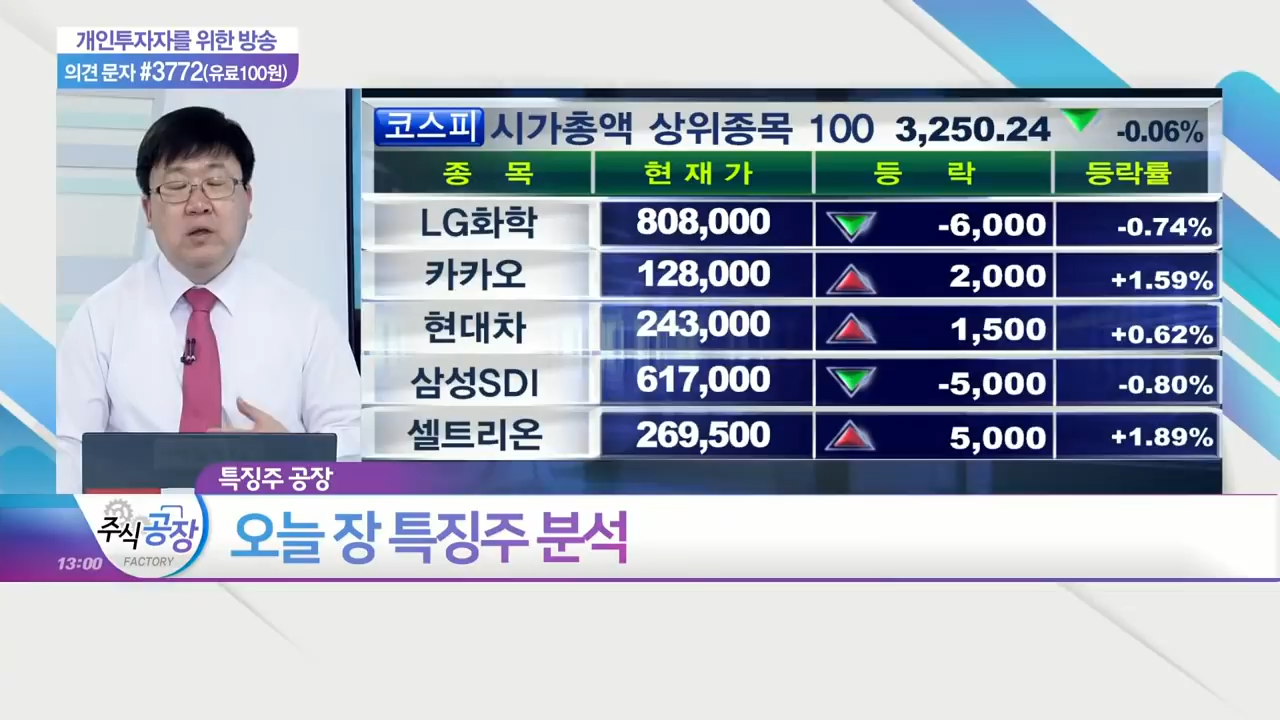 개인투자자를 위한 방송
의견 문자 #3772(유료100원)
코스피 시가총액 상위종목 100 3,250.24 -0.06%
종 목 현 재 가 등 락 등락률
LG화학 808,000 -6,000 -0.74%
카카오 128,000 2,000 +1.59%
현대차 243,000 1,500 +0.62%
삼성SDI 617,000 -5,000 -0.80%
셀트리온 269,500 5,000 +1.89%
특징주 공장
주식공장
FACTORY
13:00
오늘 장 특징주 분석